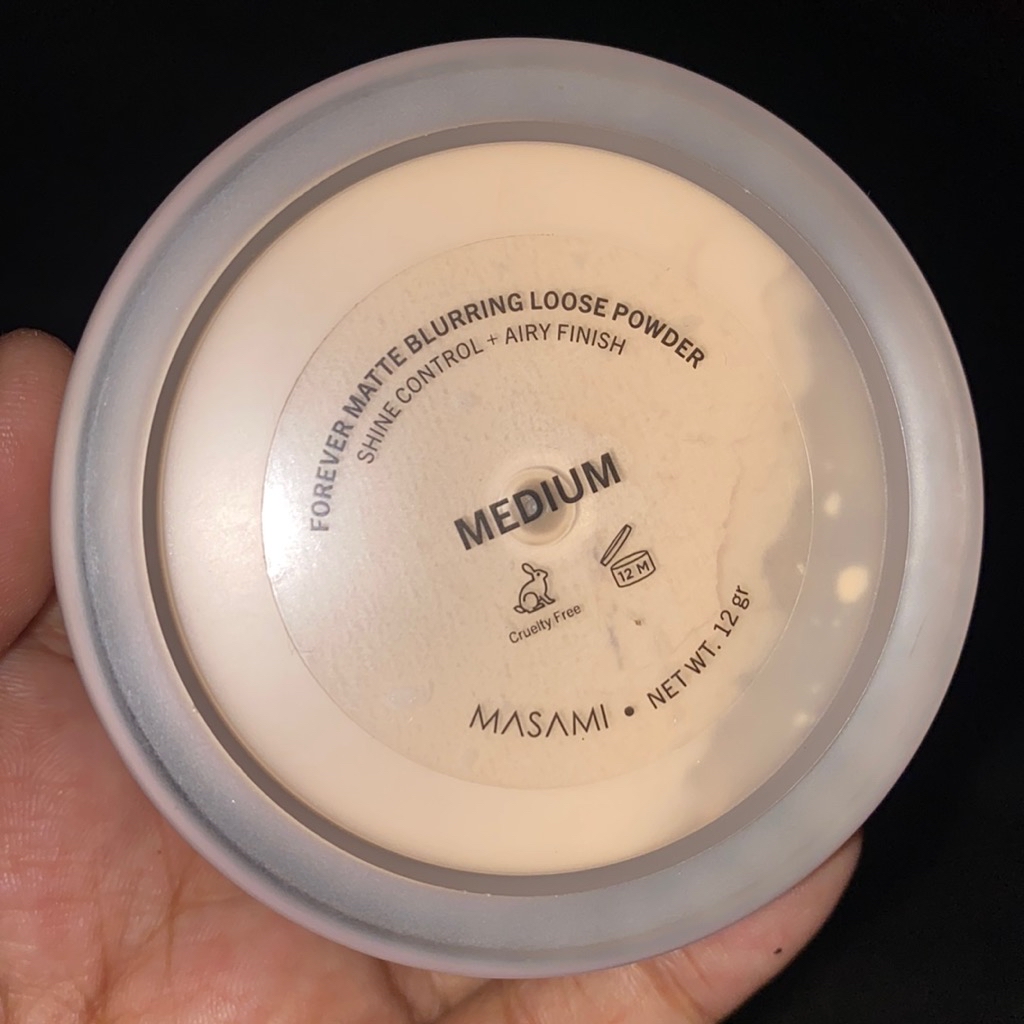 FOREVER MATTE BLURRING LOOSE POWDER
SHINE CONTROL + AIRY FINISH
MEDIUM
12 M
Cruelty Free
MASAMI • NET WT. 12 gr